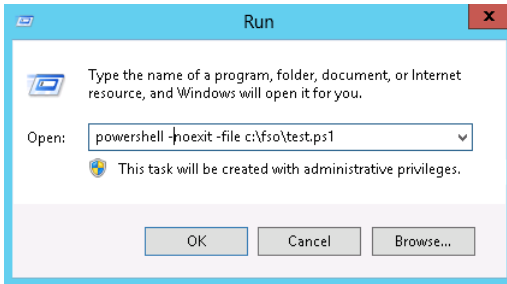 Run
x
Type the name of a program, folder, document, or Internet
resource, and Windows will open it for you.
Open: powershell -noexit -file c:\fso\test.ps1
This task will be created with administrative privileges.
OK Cancel Browse...